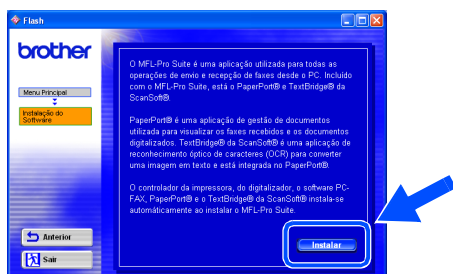 Flash
brother
Menu Principal
Instalação do
Software
O MFL-Pro Suite é uma aplicação utilizada para todas as
operações de envio e recepção de faxes desde o PC. Incluído
com o MFL-Pro Suite, está o PaperPort® e TextBridge® da
ScanSoft®.
PaperPort® é uma aplicação de gestão de documentos
utilizada para visualizar os faxes recebidos e os documentos
digitalizados. TextBridge® da ScanSoft® é uma aplicação de
reconhecimento óptico de caracteres (OCR) para converter
uma imagem em texto e está integrada no PaperPort®.
O controlador da impressora, do digitalizador, o software PC-
FAX, PaperPort® e o TextBridge® da ScanSoft® instala-se
automáticamente ao instalar o MFL-Pro Suite.
Instalar
Anterior
Sair